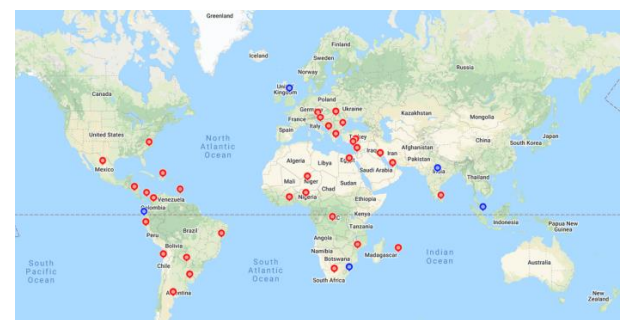 Greenland
Iceland
Finland
Sweden
Norway
Russia
Canada
United
Kingdom
Poland
Germany
Ukraine
France
Kazakhstan
Mongolia
Italy
Spain
Turkey
United States
North
Atlantic
Ocean
China
Japan
South Korea
Afghanistan
Iraq
Iran
Pakistan
Algeria
Libya
Egypt
Saudi Arabia
India
Mexico
Mali
Niger
Sudan
Chad
Thailand
Nigeria
Ethiopia
Venezuela
Colombia
Kenya
DRC
Indonesia
Papua New
Guinea
Tanzania
Brazil
Peru
Angola
Bolivia
Namibia
Botswana
Madagascar
Indian
Ocean
South
Pacific
Ocean
Chile
South
Atlantic
Ocean
Australia
South Africa
Argentina
New
Zealand